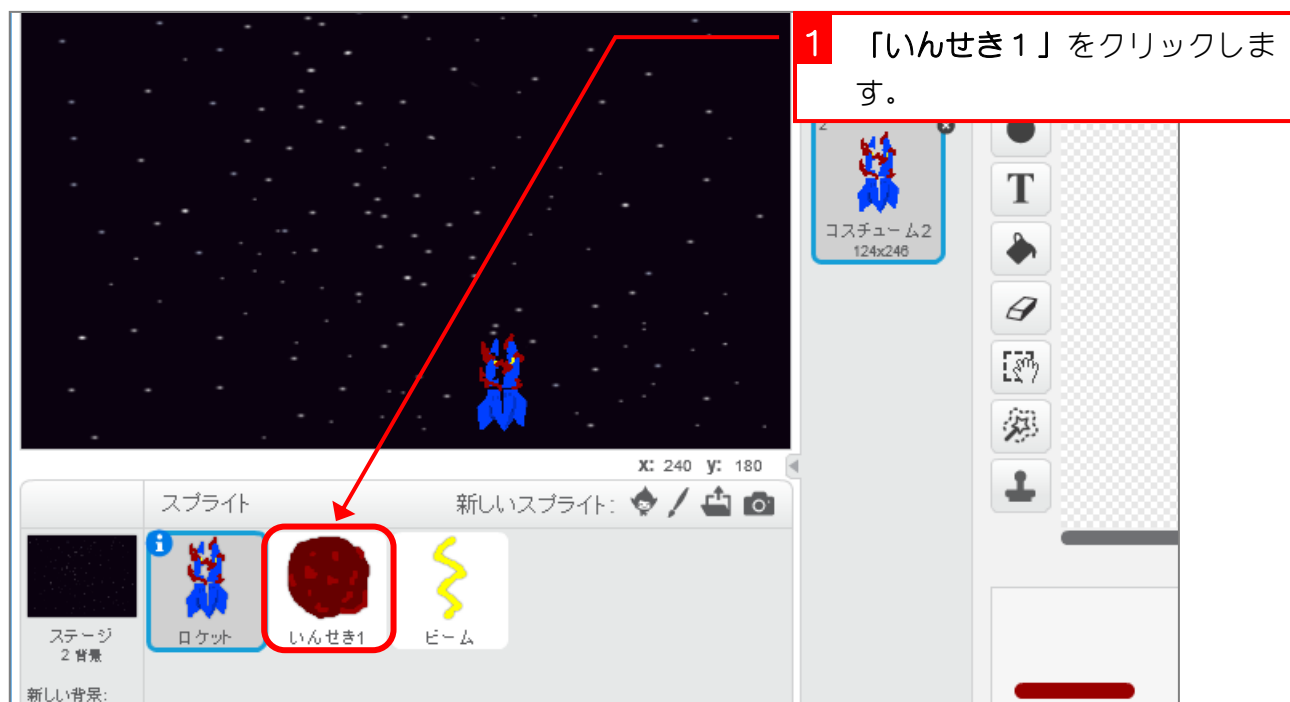 1 「いんせき１」をクリックしま
す。
2
コスチューム2
124x246
T
X: 240 y: 180
スプライト
新しいスプライト:
ステージ
2 背景
ロケット
いんせき1
ビーム
新しい背景: